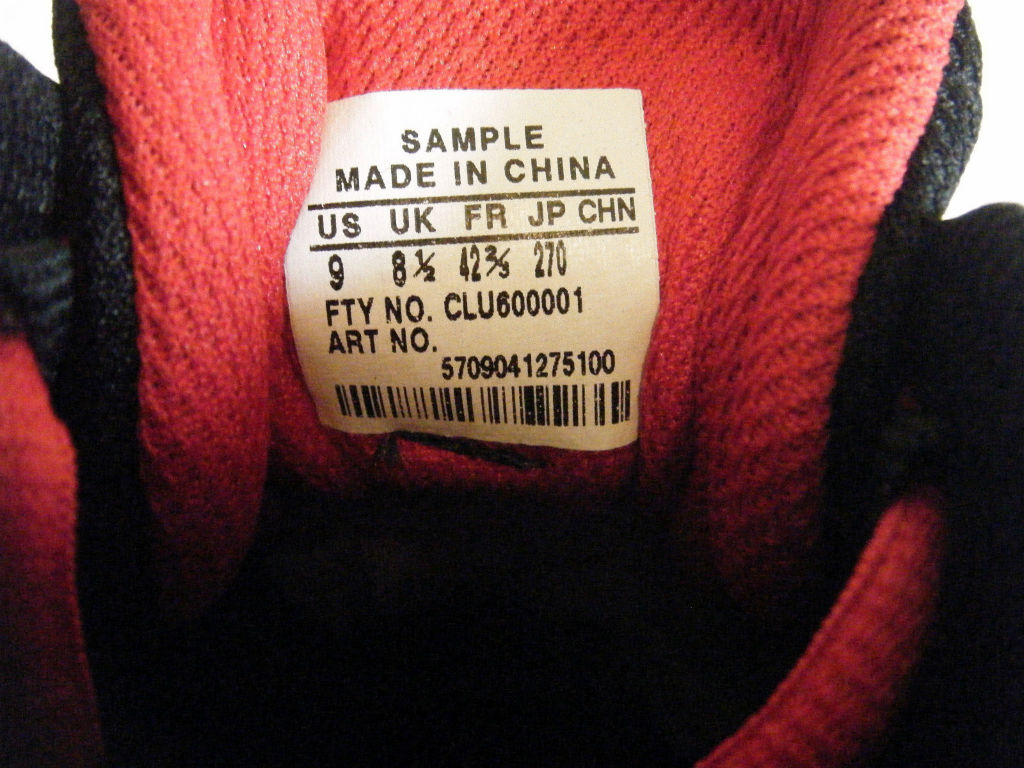 SAMPLE
MADE IN CHINA
US UK FR JP CHN
9 8½ 42⅔ 270
FTY NO. CLU600001
ART NO.
5709041275100